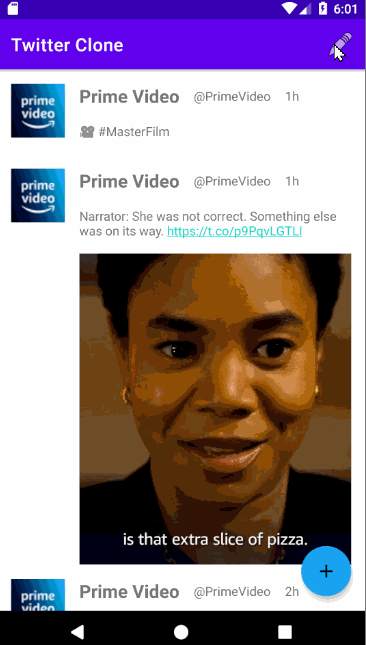 6:01
Twitter Clone
prime
video
Prime Video @PrimeVideo 1h
🎥 #MasterFilm
prime
video
Prime Video @PrimeVideo 1h
Narrator: She was not correct. Something else
was on its way. https://t.co/p9PqvLGTLI
is that extra slice of pizza.
+
prime
video
Prime Video @PrimeVideo 2h